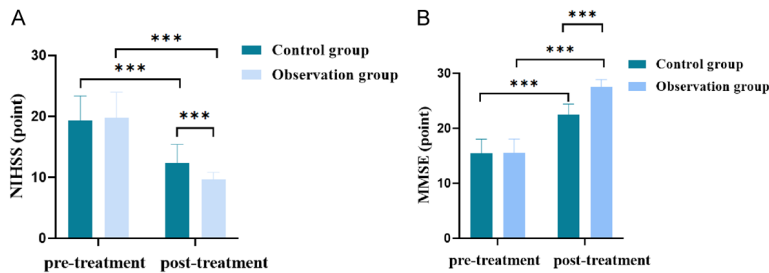 A
***
***
***
Control group
Observation group
NIHSS (point)
30
20
10
0
pre-treatment
post-treatment
B
***
***
***
Control group
Observation group
MMSE (point)
30
20
10
0
pre-treatment
post-treatment